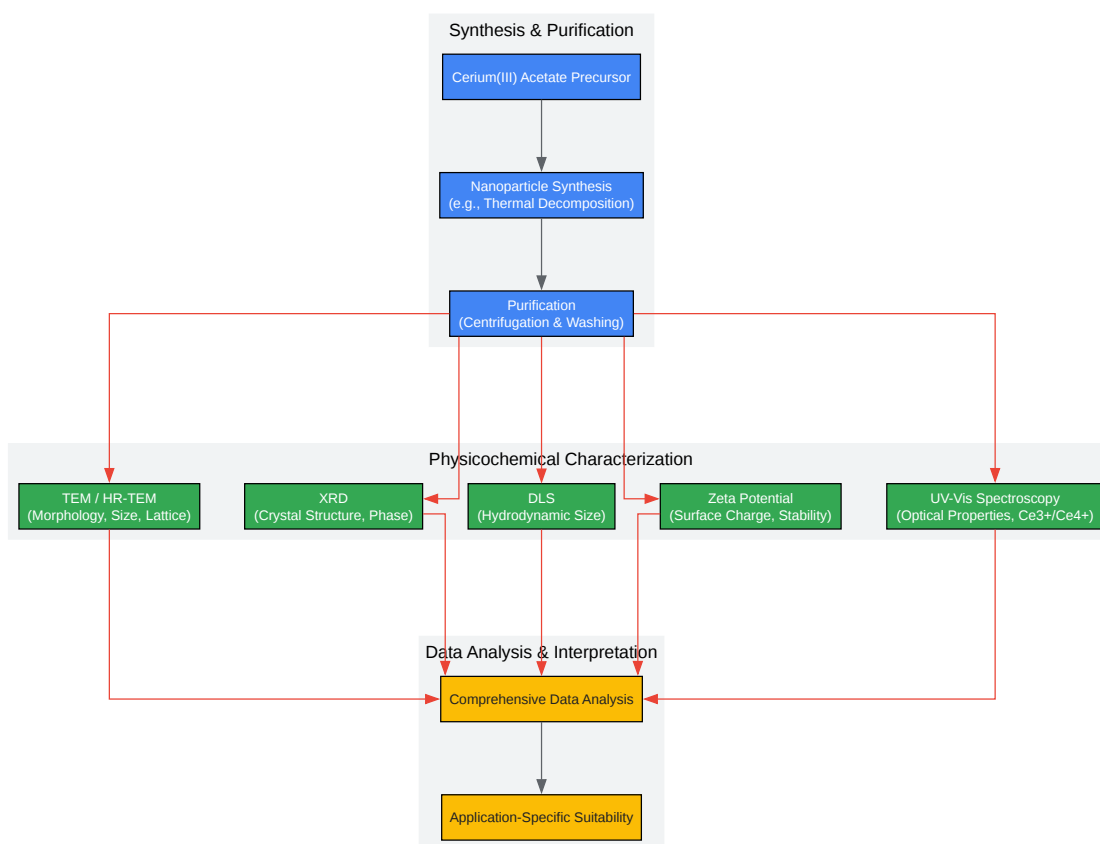 Synthesis & Purification
Cerium(III) Acetate Precursor
Nanoparticle Synthesis
(e.g., Thermal Decomposition)
Purification
(Centrifugation & Washing)
Physicochemical Characterization
TEM / HR-TEM
(Morphology, Size, Lattice)
XRD
(Crystal Structure, Phase)
DLS
(Hydrodynamic Size)
Zeta Potential
(Surface Charge, Stability)
UV-Vis Spectroscopy
(Optical Properties, Ce3+/Ce4+)
Data Analysis & Interpretation
Comprehensive Data Analysis
Application-Specific Suitability